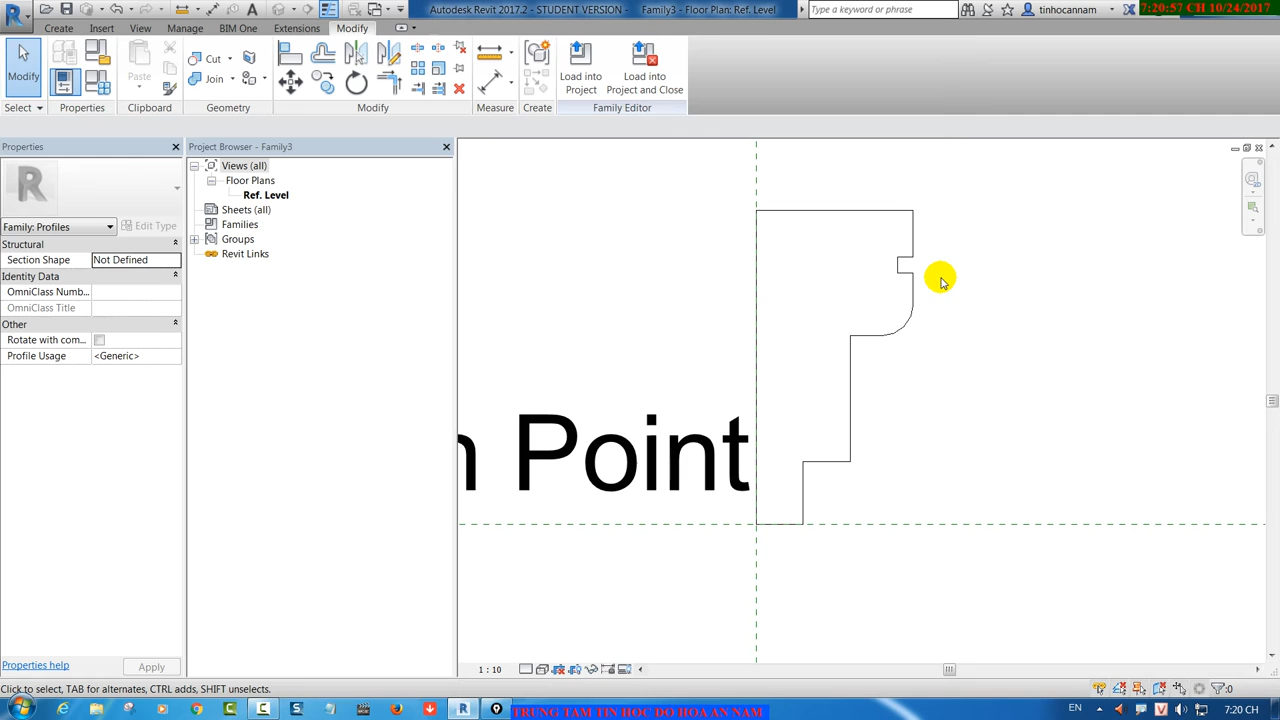 Autodesk Revit 2017.2 - STUDENT VERSION - Family3 - Floor Plan: Ref. Level
Type a keyword or phrase
tinhocannam
7:20:57 CH 10/24/2017
Create
Insert
View
Manage
BIM One
Extensions
Modify
Modify
Paste
Cut
Join
Load into
Project
Load into
Project and Close
Select
Properties
Clipboard
Geometry
Modify
Measure
Create
Family Editor
Properties
Project Browser - Family3
R
Family: Profiles
Edit Type
Structural
Section Shape
Not Defined
Identity Data
OmniClass Numb...
OmniClass Title
Other
Rotate with com...
Profile Usage
<Generic>
Views (all)
Floor Plans
Ref. Level
Sheets (all)
Families
Groups
Revit Links
n Point
Properties help
Apply
1 : 10
Click to select, TAB for alternates, CTRL adds, SHIFT unselects.
:0
TRUNG TAM TIN HOC DO HOA AN NAM
EN
7:20 CH